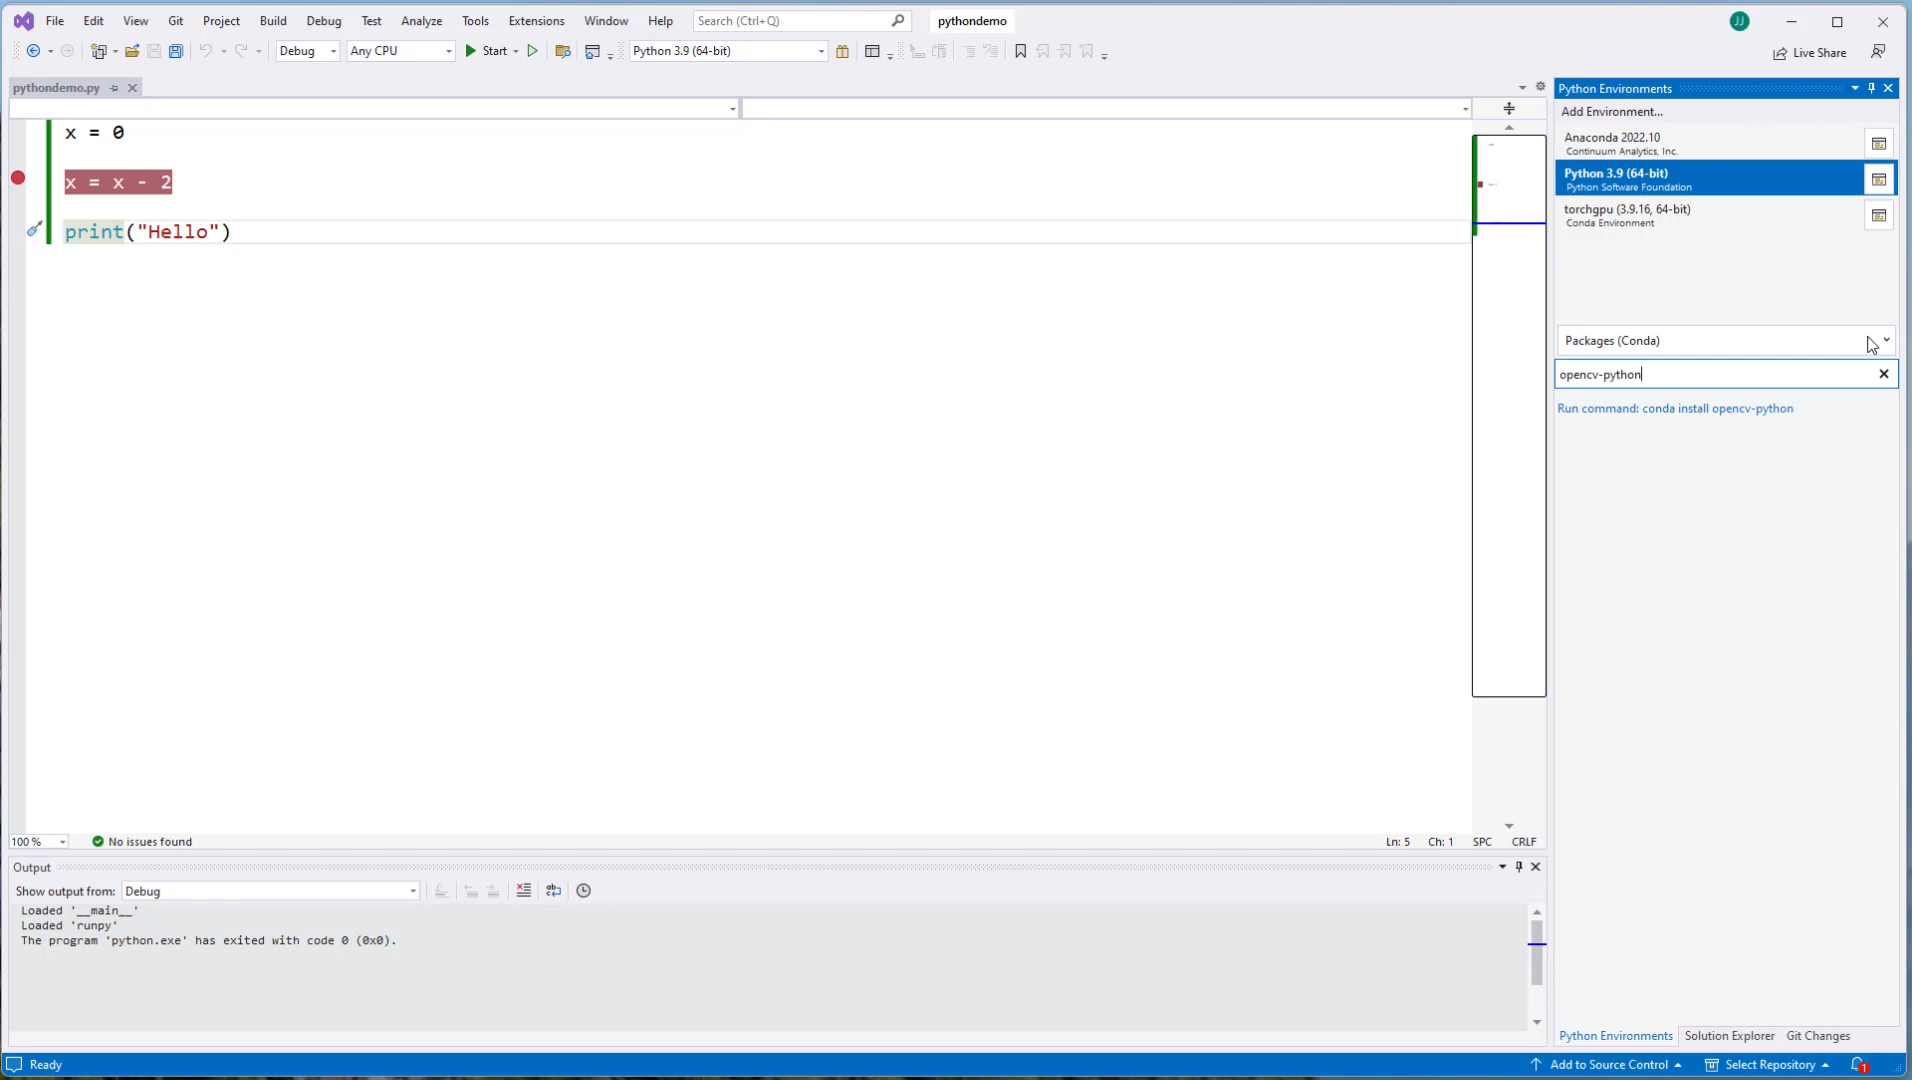 File Edit View Git Project Build Debug Test Analyze Tools Extensions Window Help Search (Ctrl+Q) pythondemo JJ
Debug Any CPU Start Python 3.9 (64-bit) Live Share
pythondemo.py
x = 0
x = x - 2
print("Hello")
100 % No issues found Ln: 5 Ch: 1 SPC CRLF
Output
Show output from: Debug
Loaded '__main__'
Loaded 'runpy'
The program 'python.exe' has exited with code 0 (0x0).
Python Environments
Add Environment...
Anaconda 2022.10
Continuum Analytics, Inc.
Python 3.9 (64-bit)
Python Software Foundation
torchgpu (3.9.16, 64-bit)
Conda Environment
Packages (Conda)
opencv-python
Run command: conda install opencv-python
Python Environments Solution Explorer Git Changes
Ready Add to Source Control Select Repository 1